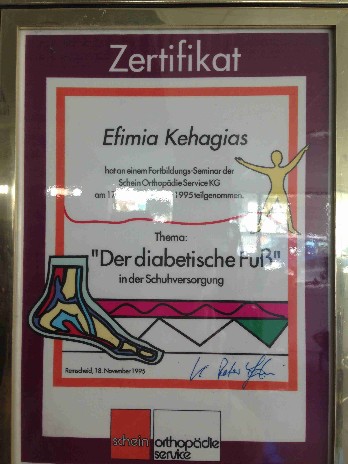 Zertifikat
Efimia Kehagias
hat an einem Fortbildungs-Seminar der
Schein Orthopädie Service KG
am 1995 teilgenommen.
Thema:
"Der diabetische Fuß"
in der Schuhversorgung
Remscheid, 18. November 1995
schein orthopädie
service